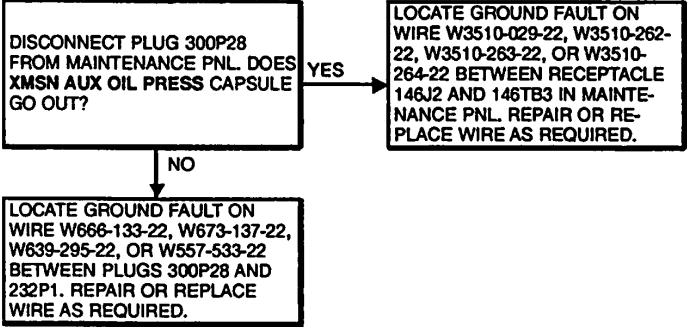 DISCONNECT PLUG 300P28
FROM MAINTENANCE PNL. DOES
XMSN AUX OIL PRESS CAPSULE
GO OUT?
YES
LOCATE GROUND FAULT ON
WIRE W3510-029-22, W3510-262-
22, W3510-263-22, OR W3510-
264-22 BETWEEN RECEPTACLE
146J2 AND 146TB3 IN MAINTE-
NANCE PNL. REPAIR OR RE-
PLACE WIRE AS REQUIRED.
NO
LOCATE GROUND FAULT ON
WIRE W666-133-22, W673-137-22,
W639-295-22, OR W557-533-22
BETWEEN PLUGS 300P28 AND
232P1. REPAIR OR REPLACE
WIRE AS REQUIRED.